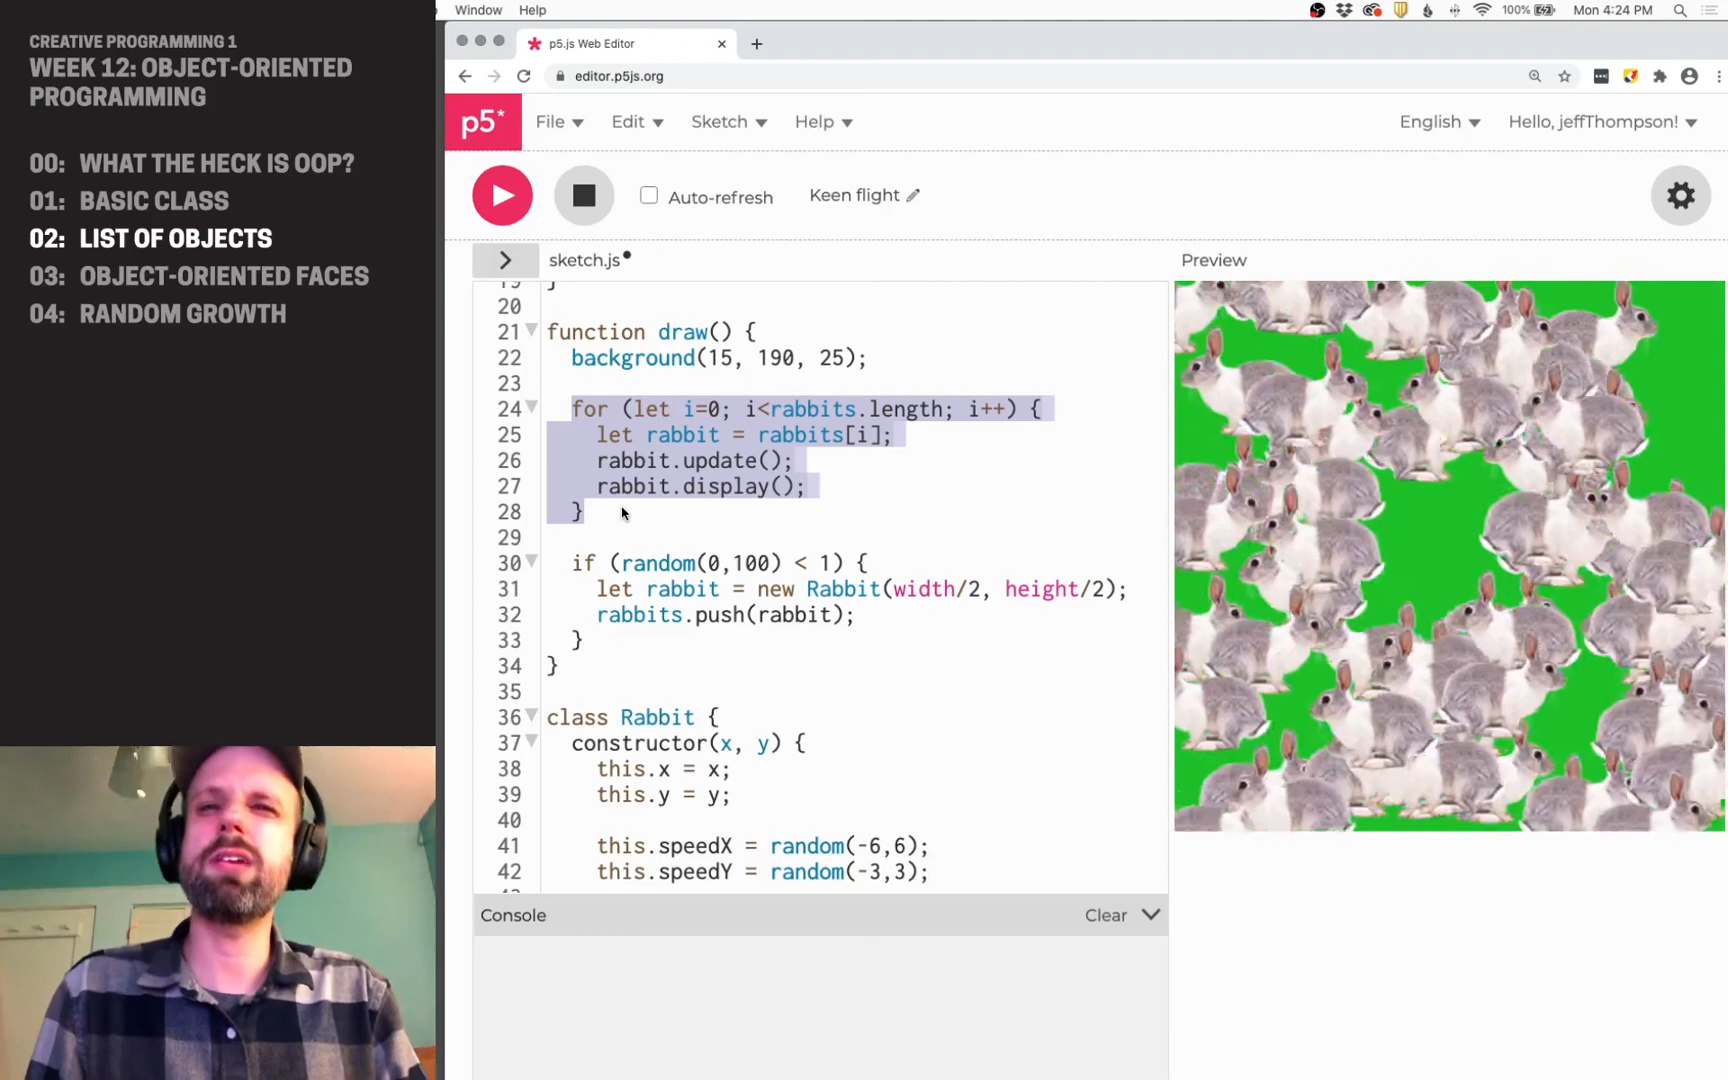 CREATIVE PROGRAMMING 1
WEEK 12: OBJECT-ORIENTED
PROGRAMMING
00: WHAT THE HECK IS OOP?
01: BASIC CLASS
02: LIST OF OBJECTS
03: OBJECT-ORIENTED FACES
04: RANDOM GROWTH
Window Help
100% Mon 4:24 PM
p5.js Web Editor
editor.p5js.org
p5*
File Edit Sketch Help
English Hello, jeffThompson!
Auto-refresh Keen flight
sketch.js
Preview
19 }
20
21 function draw() {
22 background(15, 190, 25);
23
24 for (let i=0; i<rabbits.length; i++) {
25 let rabbit = rabbits[i];
26 rabbit.update();
27 rabbit.display();
28 }
29
30 if (random(0,100) < 1) {
31 let rabbit = new Rabbit(width/2, height/2);
32 rabbits.push(rabbit);
33 }
34 }
35
36 class Rabbit {
37 constructor(x, y) {
38 this.x = x;
39 this.y = y;
40
41 this.speedX = random(-6,6);
42 this.speedY = random(-3,3);
Console Clear